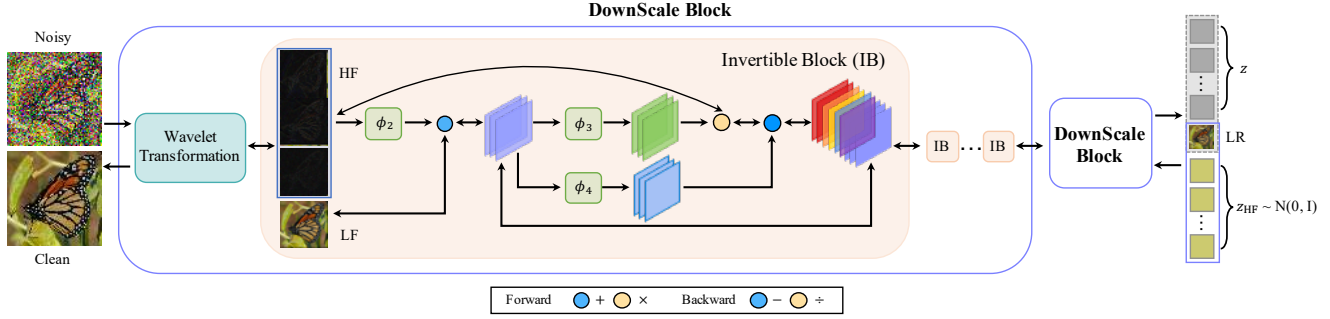 DownScale Block
Noisy
Clean
Wavelet
Transformation
HF
LF
Invertible Block (IB)
ϕ2
ϕ3
ϕ4
IB ... IB
DownScale
Block
z
LR
zHF ~ N(0, I)
Forward + × Backward − ÷